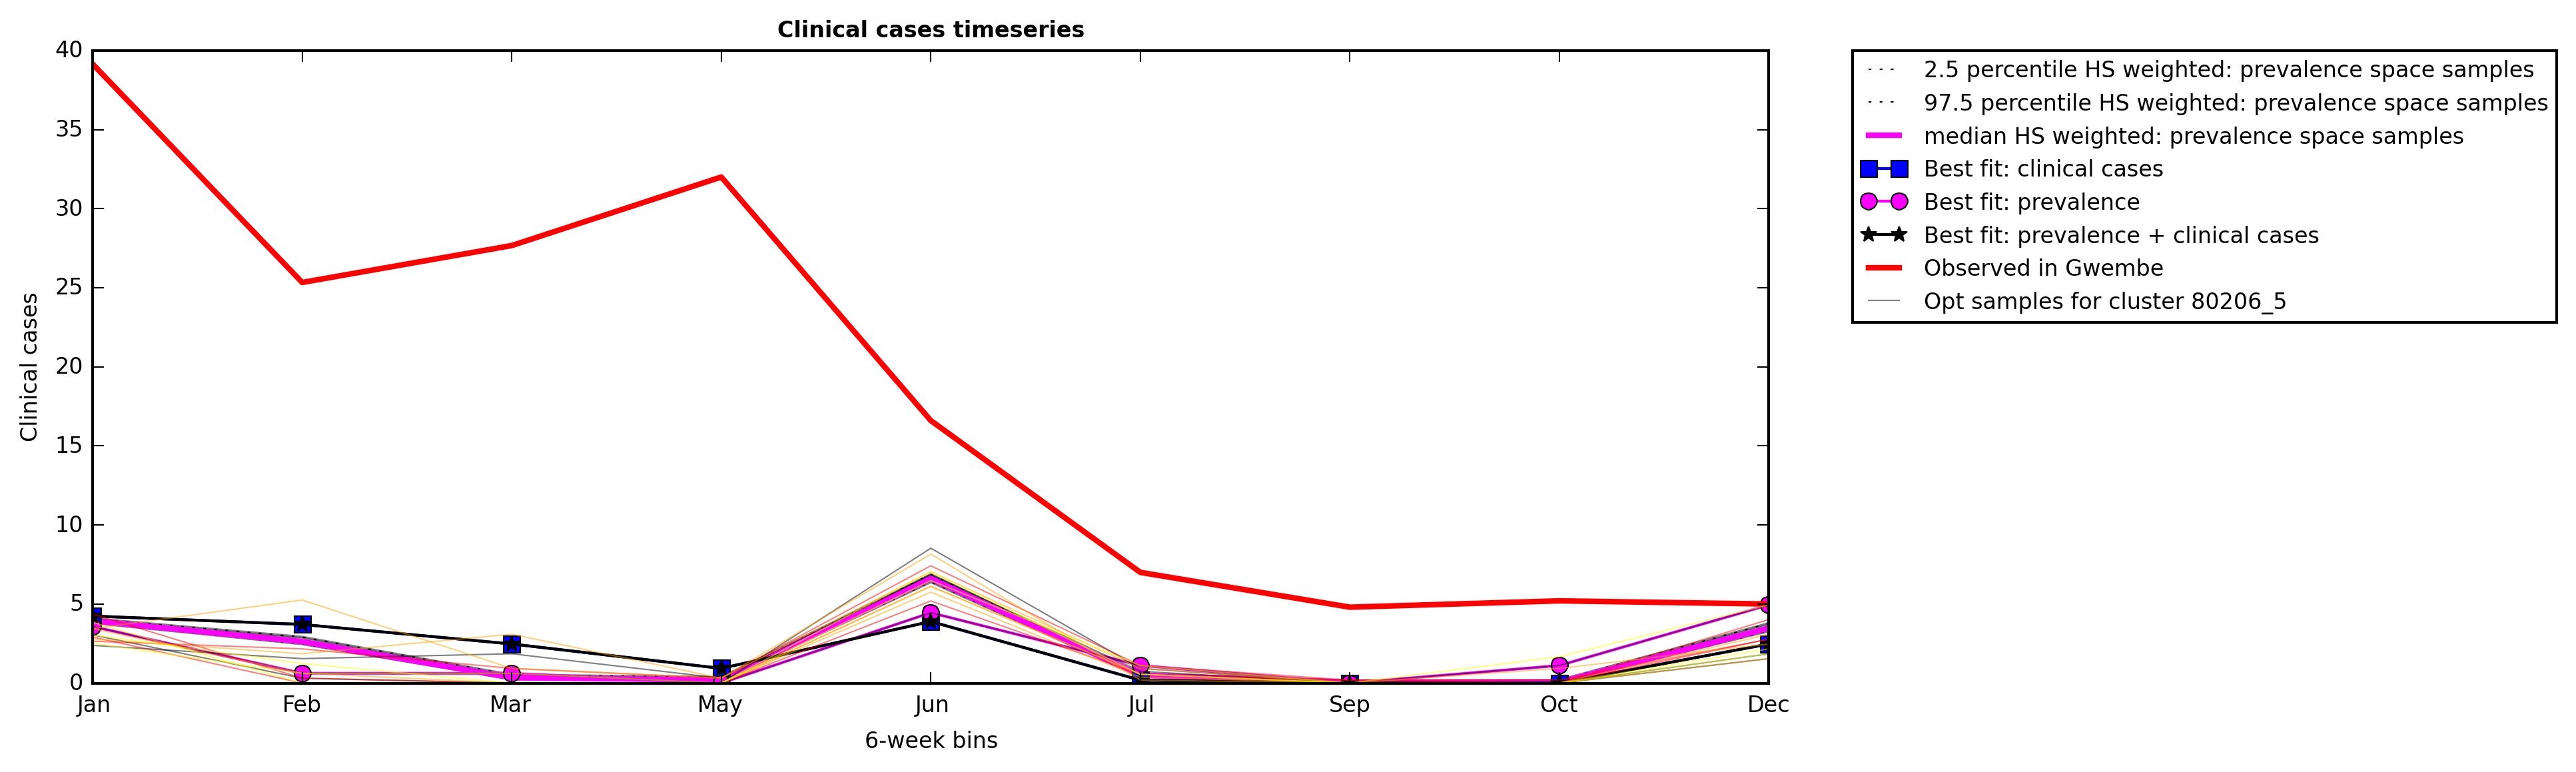 Clinical cases timeseries
40
35
30
25
20
15
10
5
0
Clinical cases
Jan Feb Mar May Jun Jul Sep Oct Dec
6-week bins
2.5 percentile HS weighted: prevalence space samples
97.5 percentile HS weighted: prevalence space samples
median HS weighted: prevalence space samples
Best fit: clinical cases
Best fit: prevalence
Best fit: prevalence + clinical cases
Observed in Gwembe
Opt samples for cluster 80206_5